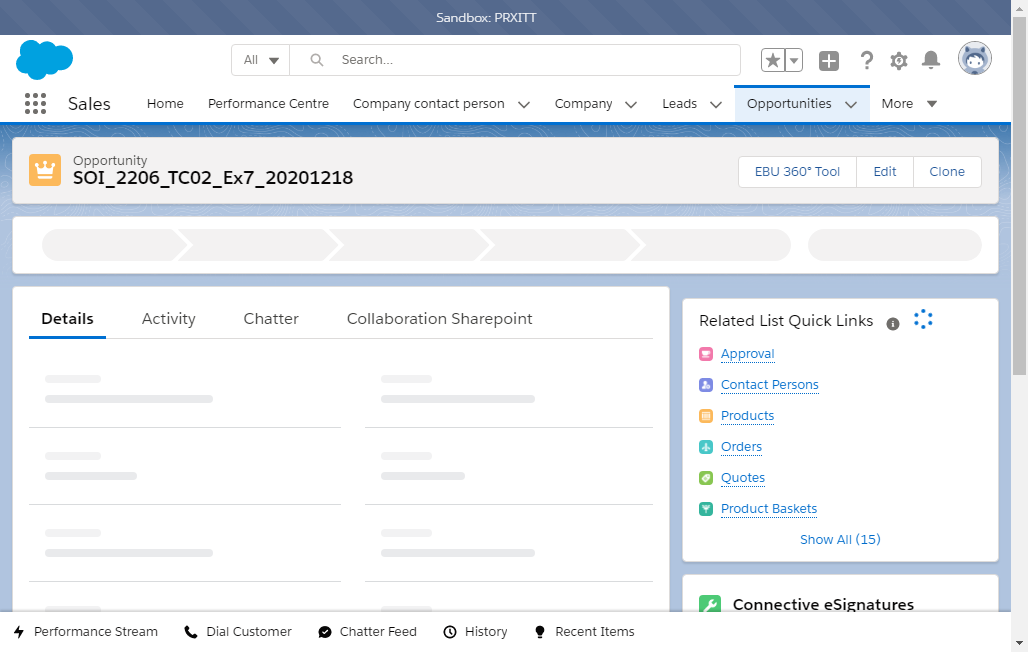 Sandbox: PRXITT
All
Search...
Sales
Home
Performance Centre
Company contact person
Company
Leads
Opportunities
More
Opportunity
SOI_2206_TC02_Ex7_20201218
EBU 360° Tool
Edit
Clone
Details
Activity
Chatter
Collaboration Sharepoint
Related List Quick Links
Approval
Contact Persons
Products
Orders
Quotes
Product Baskets
Show All (15)
Connective eSignatures
Performance Stream
Dial Customer
Chatter Feed
History
Recent Items